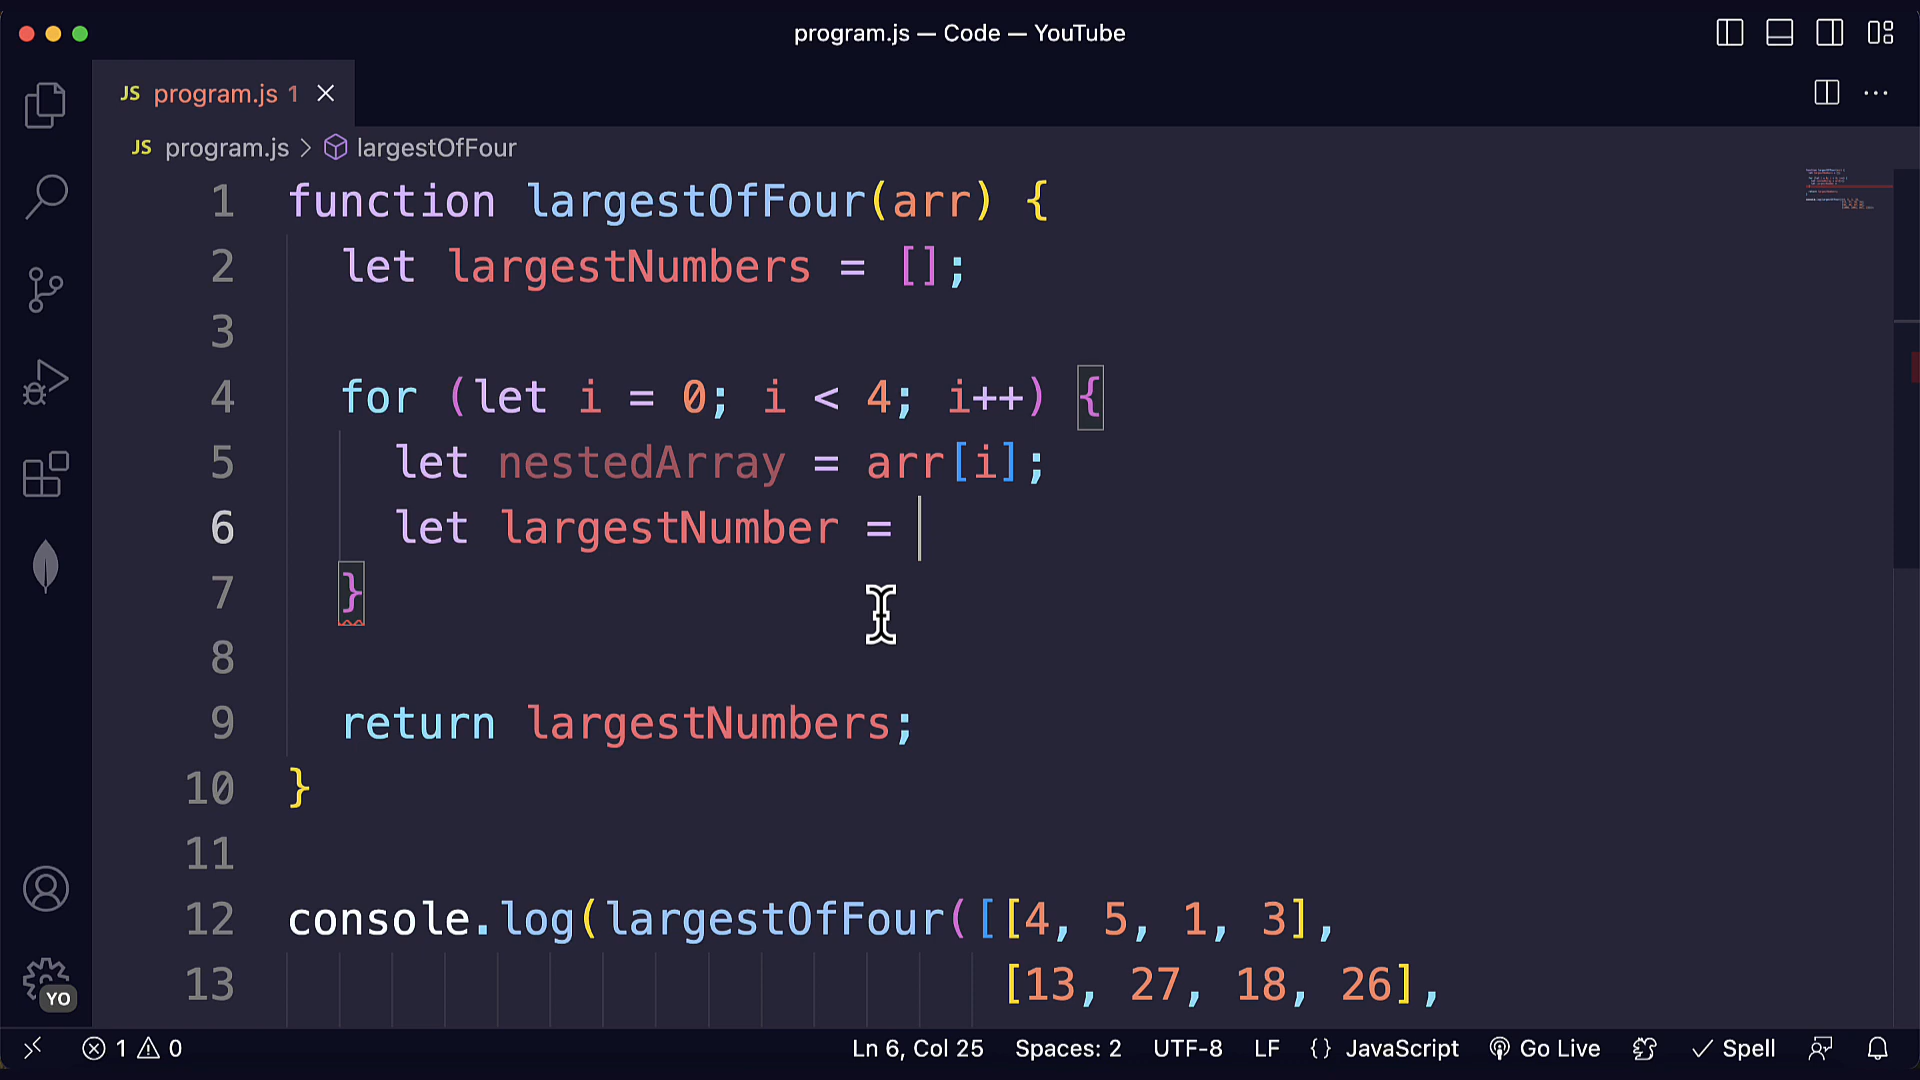 program.js — Code — YouTube
JS program.js 1
JS program.js > largestOfFour
1 function largestOfFour(arr) {
2 let largestNumbers = [];
3
4 for (let i = 0; i < 4; i++) {
5 let nestedArray = arr[i];
6 let largestNumber =
7 }
8
9 return largestNumbers;
10 }
11
12 console.log(largestOfFour([[4, 5, 1, 3],
13 [13, 27, 18, 26],
YO
1 0 Ln 6, Col 25 Spaces: 2 UTF-8 LF {} JavaScript Go Live Spell